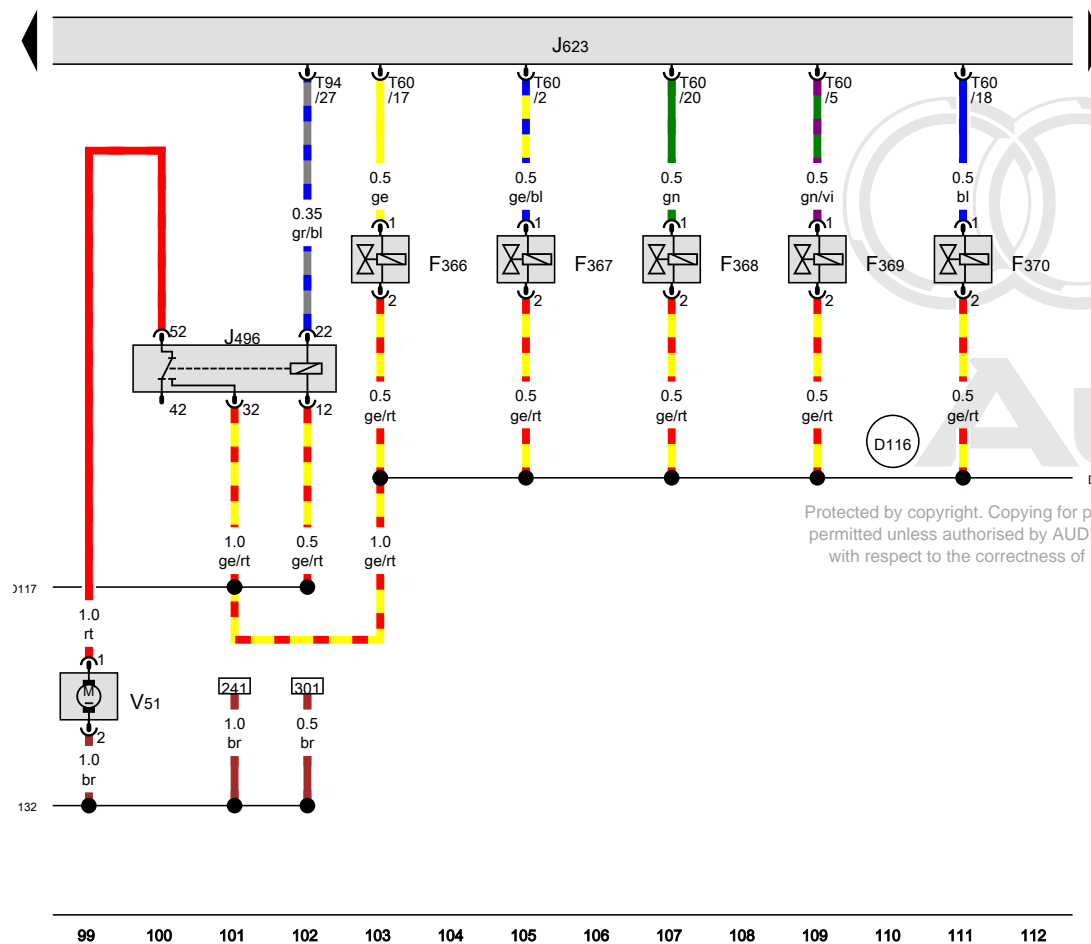 J623
T94
/27
T60
/17
T60
/2
T60
/20
T60
/5
T60
/18
0.35
gr/bl
0.5
ge
0.5
ge/bl
0.5
gn
0.5
gn/vi
0.5
bl
1
1
1
1
1
F366
F367
F368
F369
F370
2
2
2
2
2
52
J496
22
42
32
12
0.5
ge/rt
0.5
ge/rt
0.5
ge/rt
0.5
ge/rt
0.5
ge/rt
D116
Protected by copyright. Copying for p
permitted unless authorised by AUD
with respect to the correctness of
1.0
ge/rt
0.5
ge/rt
1.0
ge/rt
D117
1.0
rt
1
M
V51
2
1.0
br
241
1.0
br
301
0.5
br
132
99 100 101 102 103 104 105 106 107 108 109 110 111 112